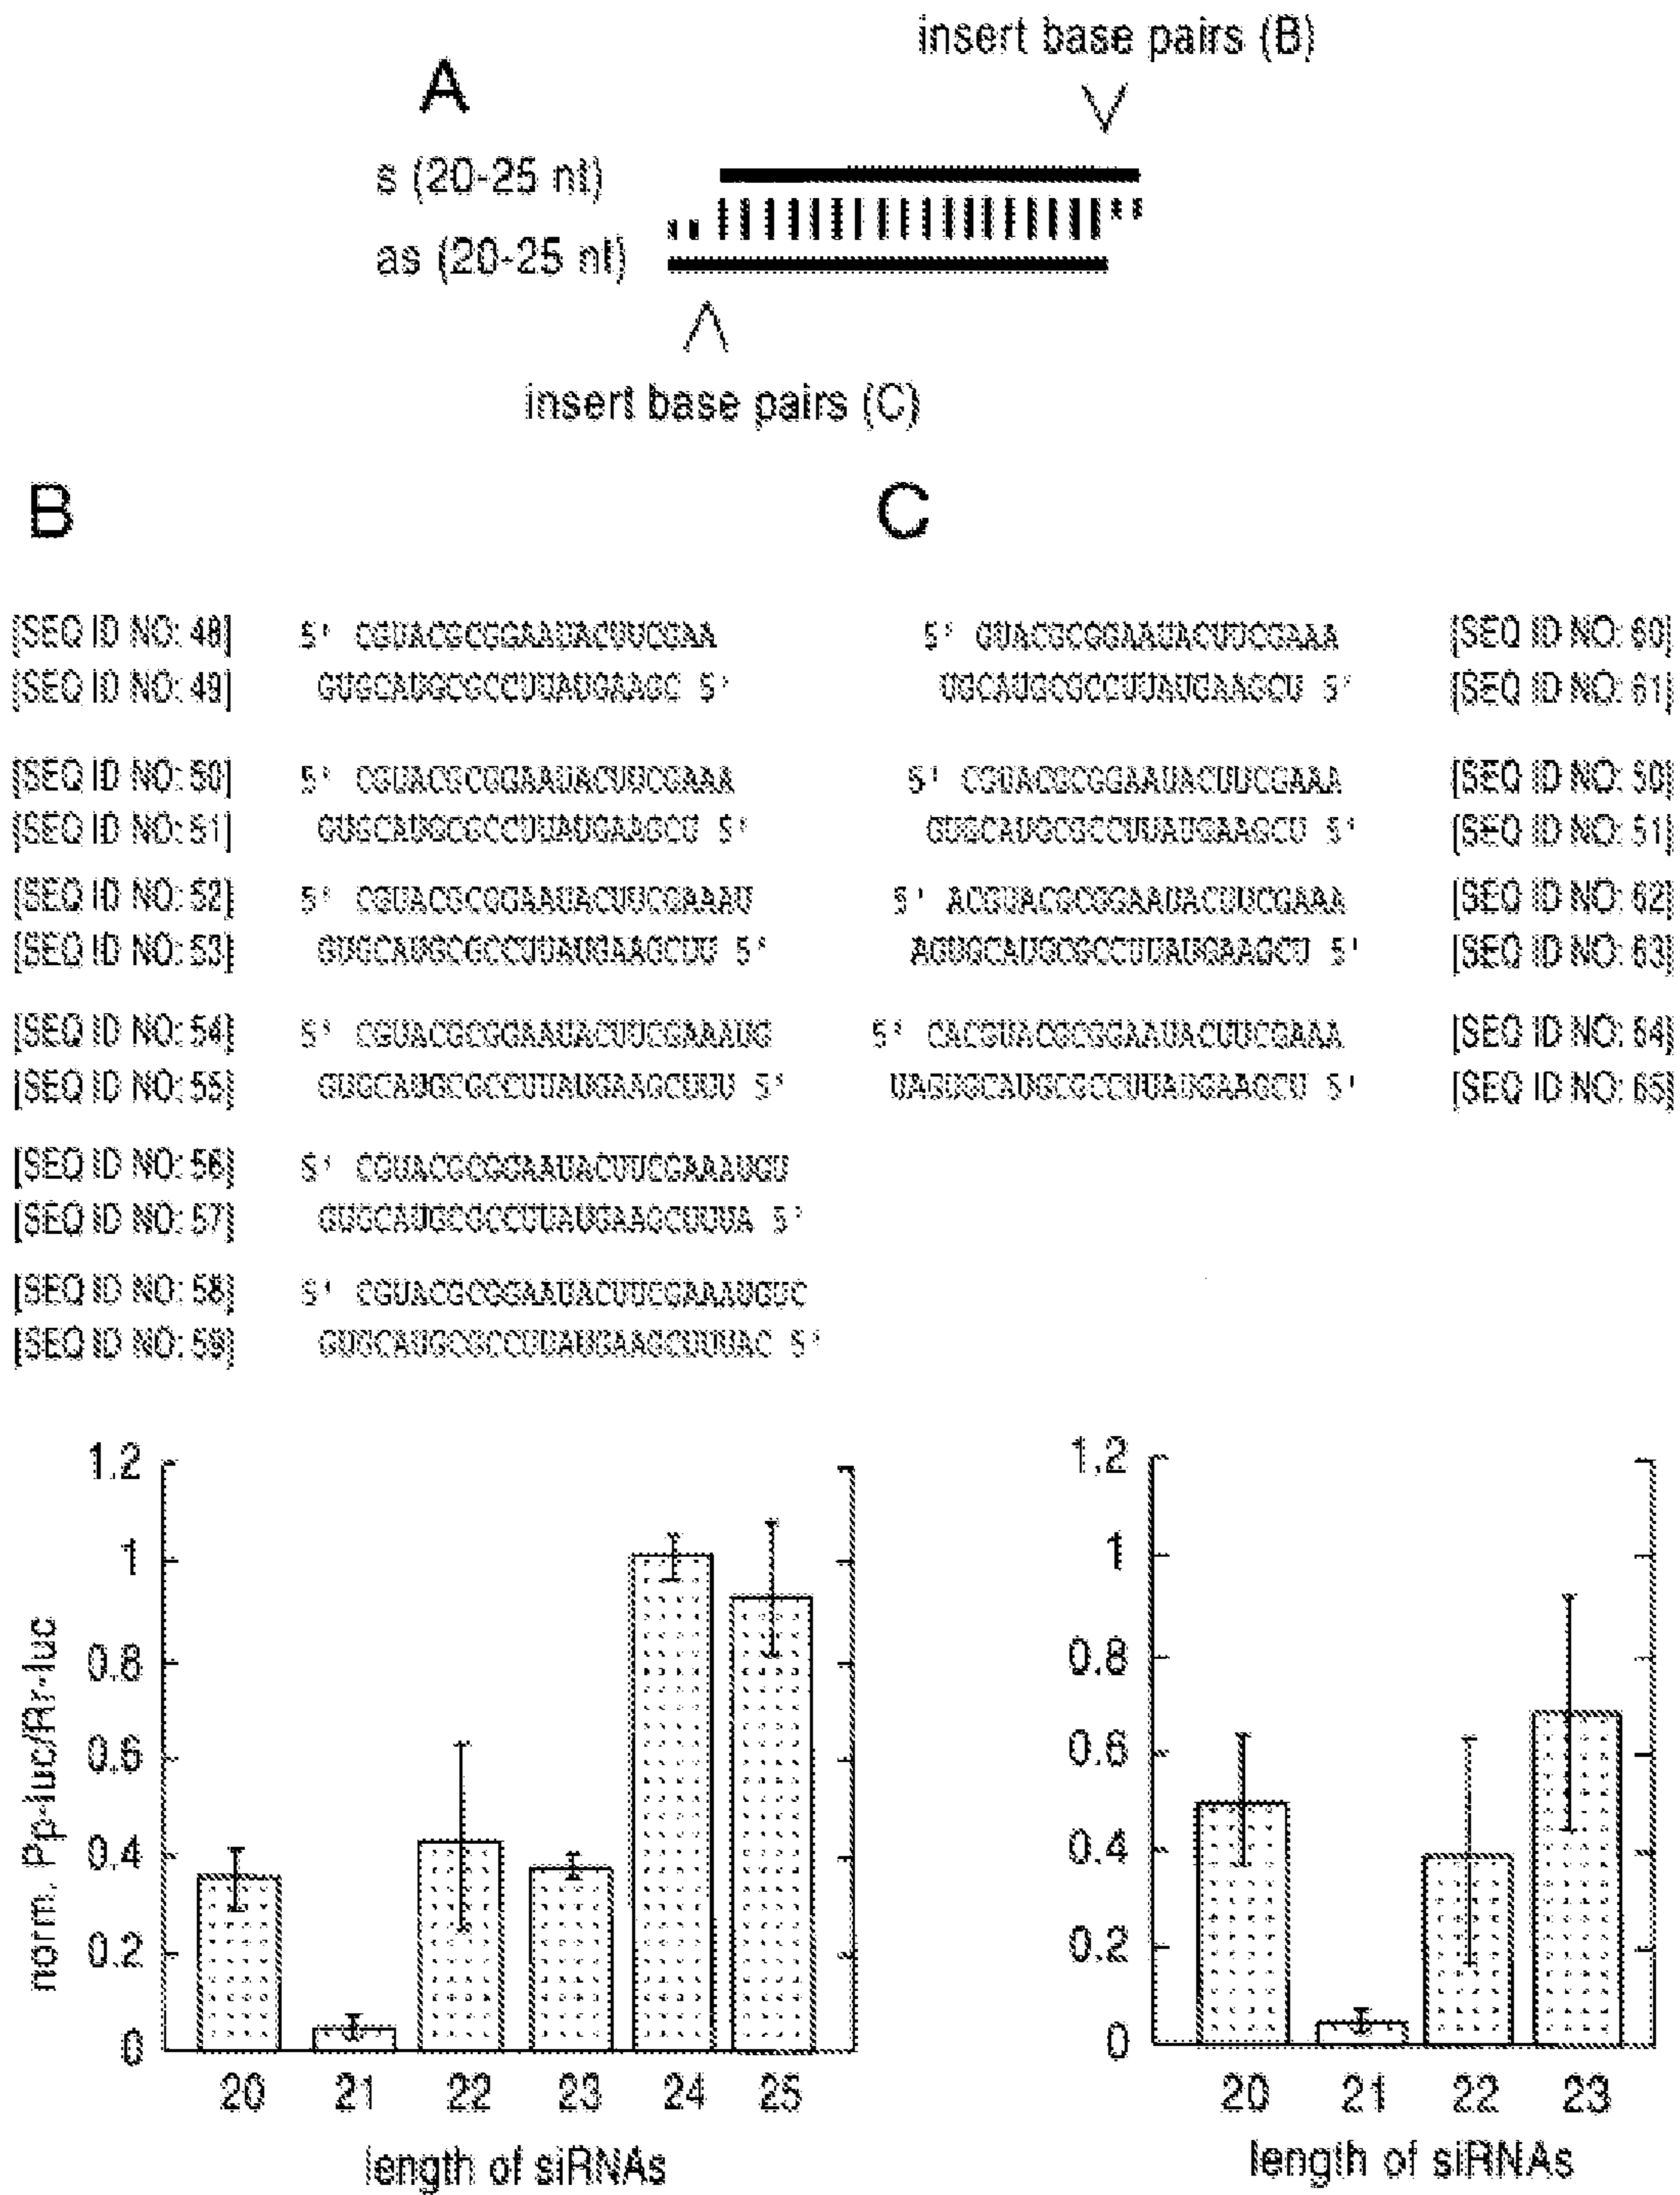 insert base pairs (B)
A
s (20-25 nt)
as (20-25 nt)
insert base pairs (C)
B
[SEQ ID NO: 48] 5' CGUACGCGGAAUACUUCGAA
[SEQ ID NO: 49] GUGCAUGCGCCUUAUGAAGC 5'
[SEQ ID NO: 50] 5' CGUACGCGGAAUACUUCGAAA
[SEQ ID NO: 51] GUGCAUGCGCCUUAUGAAGCU 5'
[SEQ ID NO: 52] 5' CGUACGCGGAAUACUUCGAAAU
[SEQ ID NO: 53] GUGCAUGCGCCUUAUGAAGCUU 5'
[SEQ ID NO: 54] 5' CGUACGCGGAAUACUUCGAAAUG
[SEQ ID NO: 55] GUGCAUGCGCCUUAUGAAGCUUU 5'
[SEQ ID NO: 56] 5' CGUACGCGGAAUACUUCGAAAUGU
[SEQ ID NO: 57] GUGCAUGCGCCUUAUGAAGCUUUA 5'
[SEQ ID NO: 58] 5' CGUACGCGGAAUACUUCGAAAUGUC
[SEQ ID NO: 59] GUGCAUGCGCCUUAUGAAGCUUUAC 5'
norm. Pp-luc/Rr-luc
1.2
1
0.8
0.6
0.4
0.2
0
20 21 22 23 24 25
length of siRNAs
C
5' GUACGCGGAAUACUUCGAAA [SEQ ID NO: 60]
UGCAUGCGCCUUAUGAAGCU 5' [SEQ ID NO: 61]
5' CGUACGCGGAAUACUUCGAAA [SEQ ID NO: 50]
GUGCAUGCGCCUUAUGAAGCU 5' [SEQ ID NO: 51]
5' ACGUACGCGGAAUACUUCGAAA [SEQ ID NO: 62]
AGUGCAUGCGCCUUAUGAAGCU 5' [SEQ ID NO: 63]
5' CACGUACGCGGAAUACUUCGAAA [SEQ ID NO: 64]
UAGUGCAUGCGCCUUAUGAAGCU 5' [SEQ ID NO: 65]
1.2
1
0.8
0.6
0.4
0.2
0
20 21 22 23
length of siRNAs